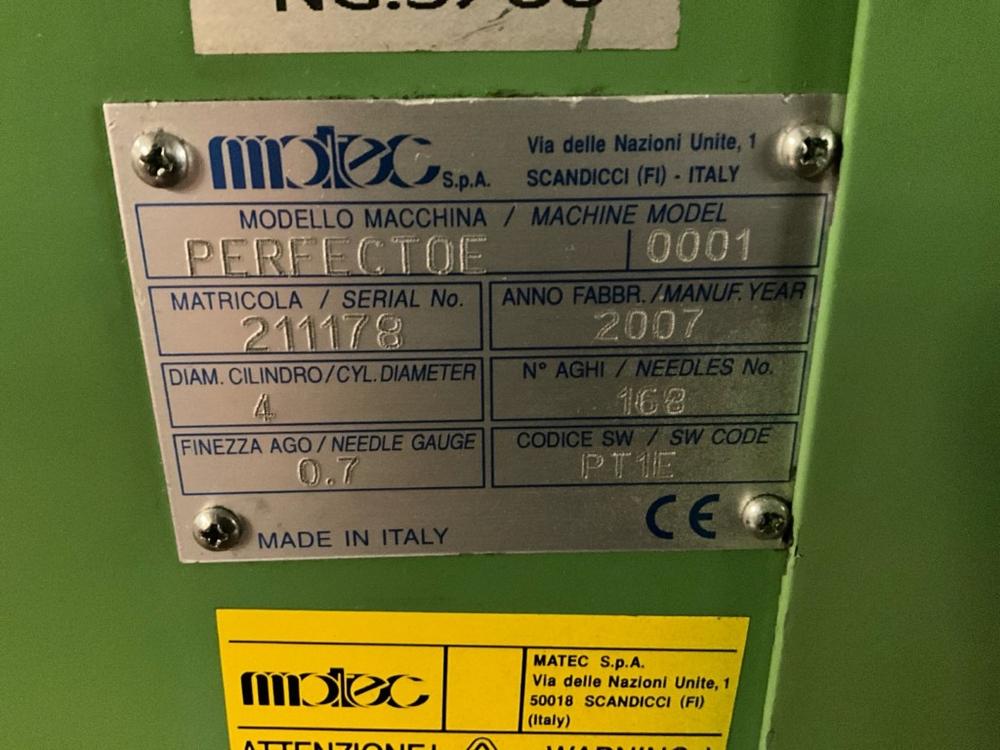 matec S.p.A.
Via delle Nazioni Unite, 1
SCANDICCI (FI) - ITALY
MODELLO MACCHINA / MACHINE MODEL
PERFECTOE 0001
MATRICOLA / SERIAL No.
211178
ANNO FABBR./MANUF. YEAR
2007
DIAM. CILINDRO/CYL. DIAMETER
4
N° AGHI / NEEDLES No.
168
FINEZZA AGO / NEEDLE GAUGE
0.7
CODICE SW / SW CODE
PT1E
MADE IN ITALY
CE
matec
MATEC S.p.A.
Via delle Nazioni Unite, 1
50018 SCANDICCI (FI)
(Italy)
ATTENZIONE! WARNING!